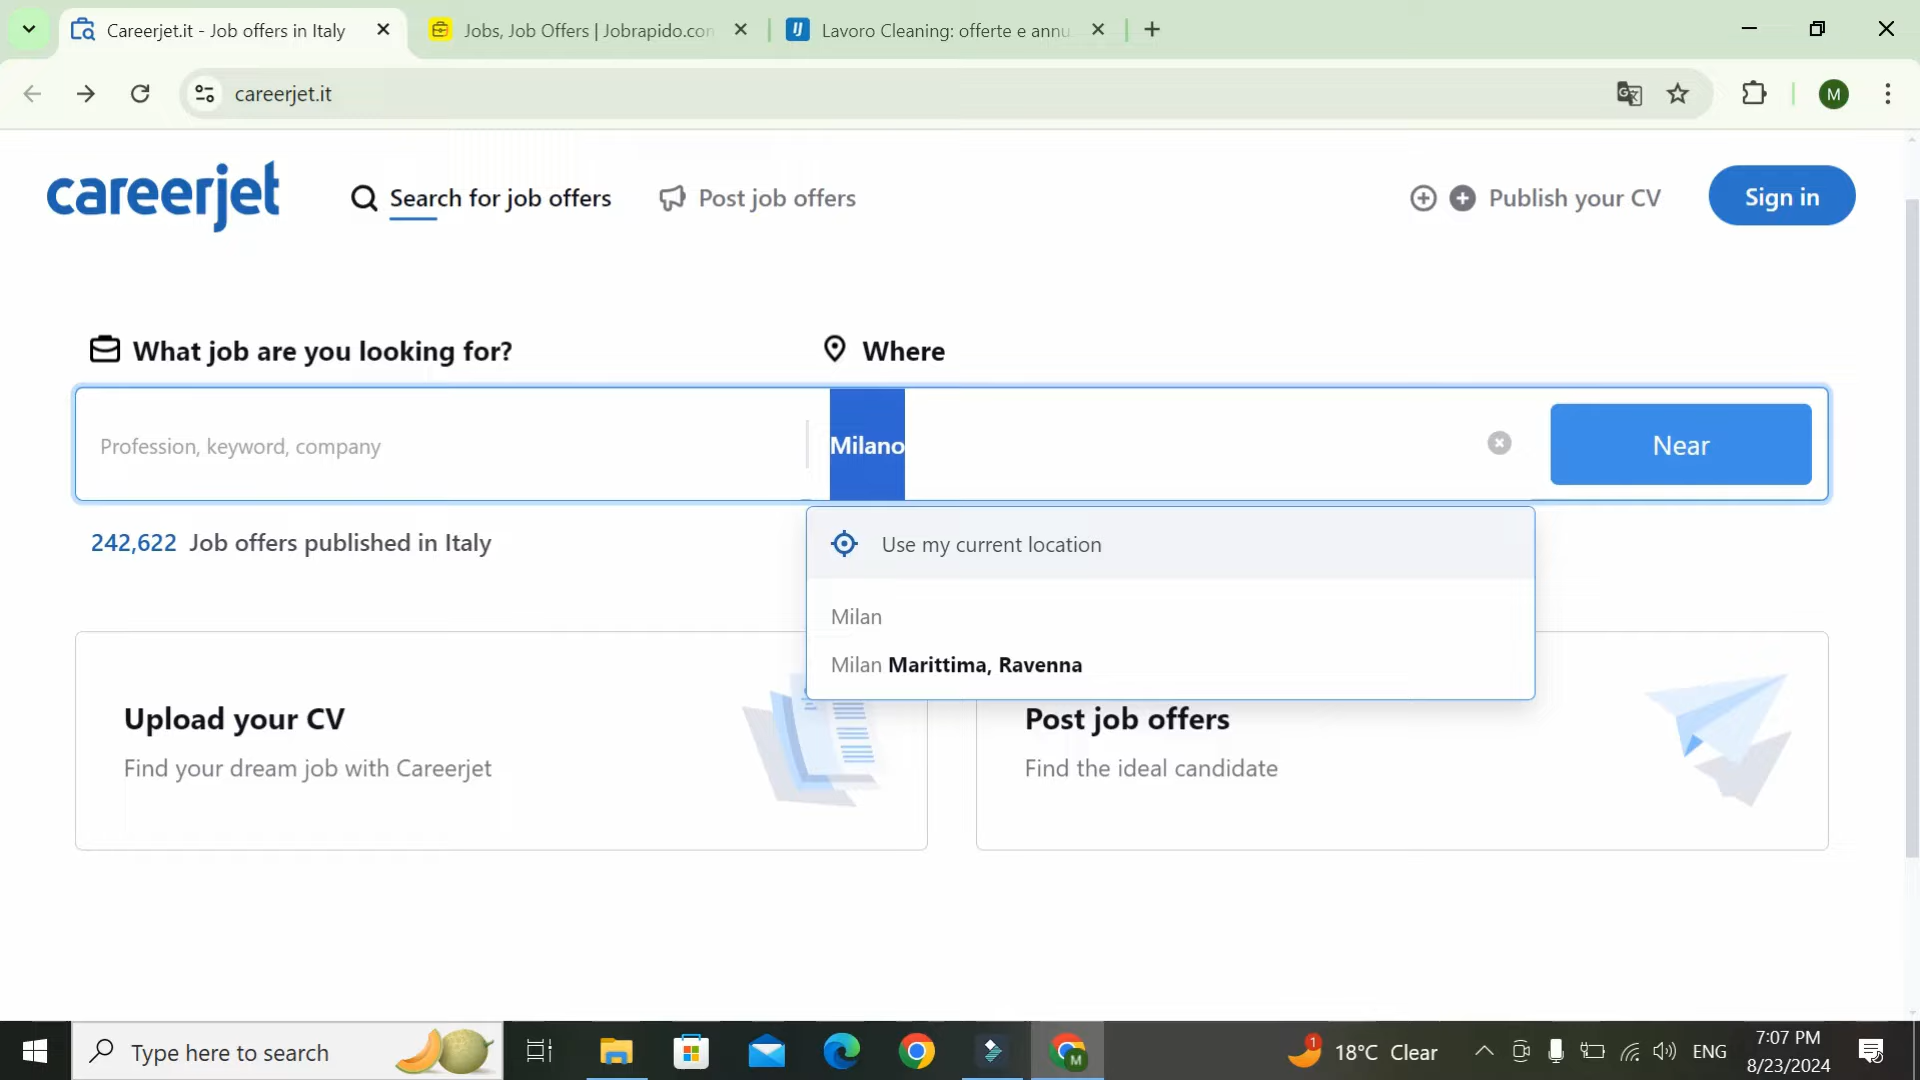 Careerjet.it - Job offers in Italy
Jobs, Job Offers | Jobrapido.com
Lavoro Cleaning: offerte e annu
careerjet.it
M
careerjet
Search for job offers
Post job offers
Publish your CV
Sign in
What job are you looking for?
Where
Profession, keyword, company
Milano
Near
242,622 Job offers published in Italy
Use my current location
Milan
Milan Marittima, Ravenna
Upload your CV
Find your dream job with Careerjet
Post job offers
Find the ideal candidate
Type here to search
M
1
18°C Clear
ENG
7:07 PM
8/23/2024